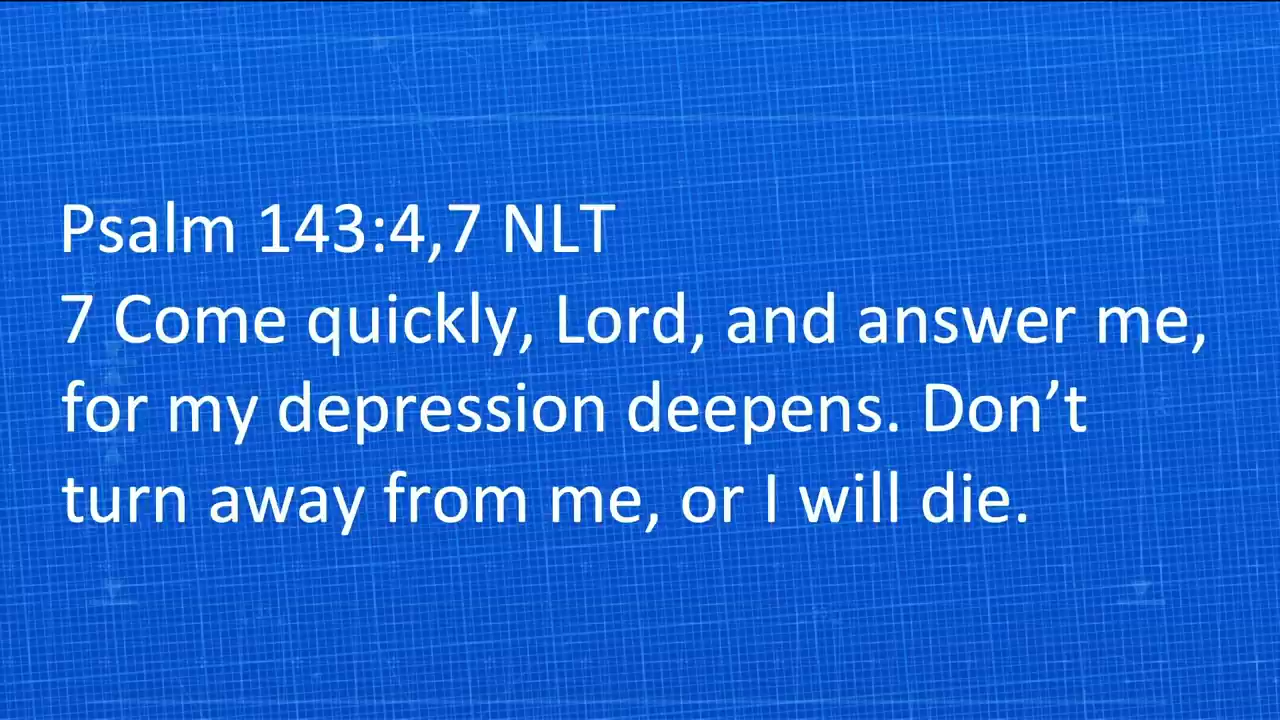 Psalm 143:4,7 NLT
7 Come quickly, Lord, and answer me,
for my depression deepens. Don’t
turn away from me, or I will die.